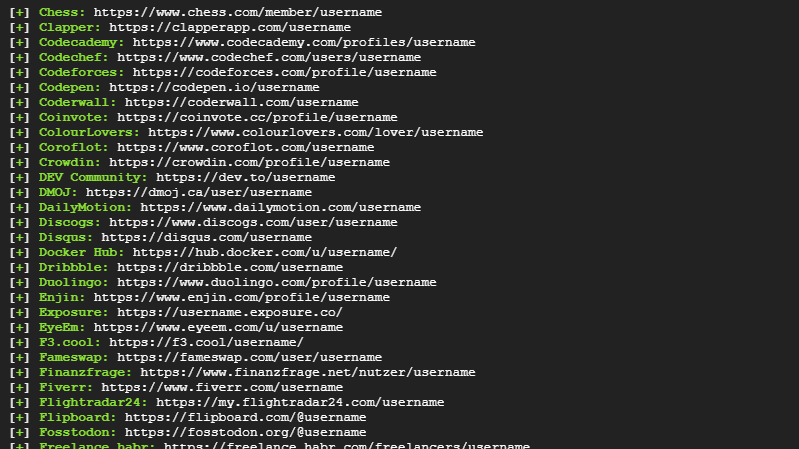 [+] Chess: https://www.chess.com/member/username
[+] Clapper: https://clapperapp.com/username
[+] Codecademy: https://www.codecademy.com/profiles/username
[+] Codechef: https://www.codechef.com/users/username
[+] Codeforces: https://codeforces.com/profile/username
[+] Codepen: https://codepen.io/username
[+] Coderwall: https://coderwall.com/username
[+] Coinvote: https://coinvote.cc/profile/username
[+] ColourLovers: https://www.colourlovers.com/lover/username
[+] Coroflot: https://www.coroflot.com/username
[+] Crowdin: https://crowdin.com/profile/username
[+] DEV Community: https://dev.to/username
[+] DMOJ: https://dmoj.ca/user/username
[+] DailyMotion: https://www.dailymotion.com/username
[+] Discogs: https://www.discogs.com/user/username
[+] Disqus: https://disqus.com/username
[+] Docker Hub: https://hub.docker.com/u/username/
[+] Dribbble: https://dribbble.com/username
[+] Duolingo: https://www.duolingo.com/profile/username
[+] Enjin: https://www.enjin.com/profile/username
[+] Exposure: https://username.exposure.co/
[+] EyeEm: https://www.eyeem.com/u/username
[+] F3.cool: https://f3.cool/username/
[+] Fameswap: https://fameswap.com/user/username
[+] Finanzfrage: https://www.finanzfrage.net/nutzer/username
[+] Fiverr: https://www.fiverr.com/username
[+] Flightradar24: https://my.flightradar24.com/username
[+] Flipboard: https://flipboard.com/@username
[+] Fosstodon: https://fosstodon.org/@username
[+] Freelance.habr: https://freelance.habr.com/freelancers/username